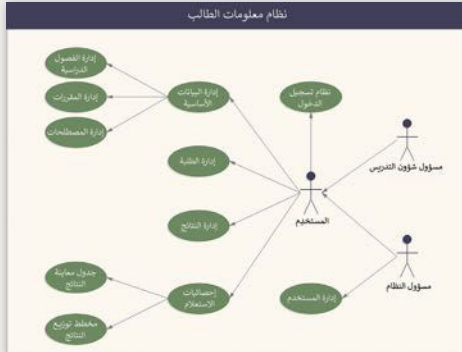 نظام معلومات الطالب
إدارة الفصول
الدراسية
إدارة المقررات
إدارة المصطلحات
إدارة البيانات
الأساسية
نظام تسجيل
الدخول
مسؤول شؤون التدريس
إدارة الطلبة
المستخدِم
إدارة النتائج
جدول معاينة
النتائج
إحصائيات
الاستعلام
إدارة المستخدم
مسؤول النظام
مخطط توزيع
النتائج